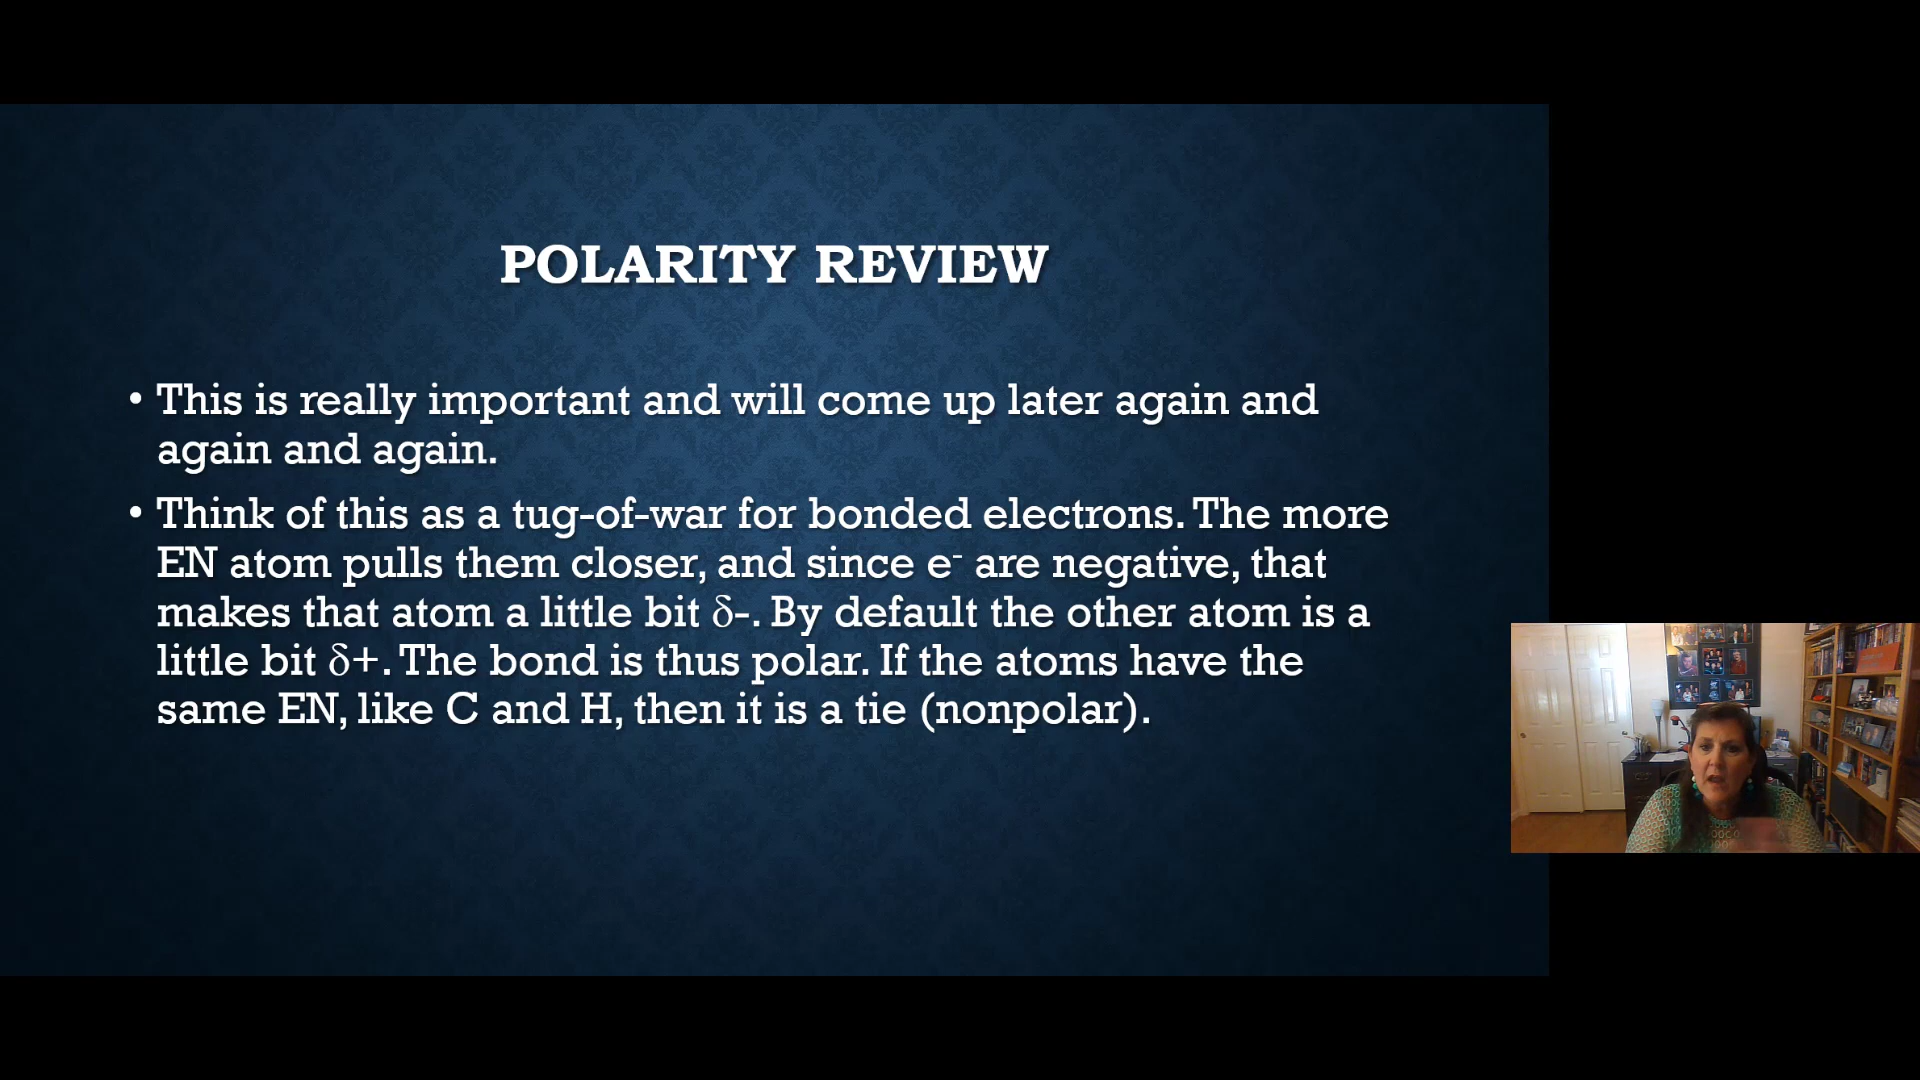 POLARITY REVIEW
• This is really important and will come up later again and
again and again.
• Think of this as a tug-of-war for bonded electrons. The more
EN atom pulls them closer, and since e⁻ are negative, that
makes that atom a little bit δ-. By default the other atom is a
little bit δ+. The bond is thus polar. If the atoms have the
same EN, like C and H, then it is a tie (nonpolar).